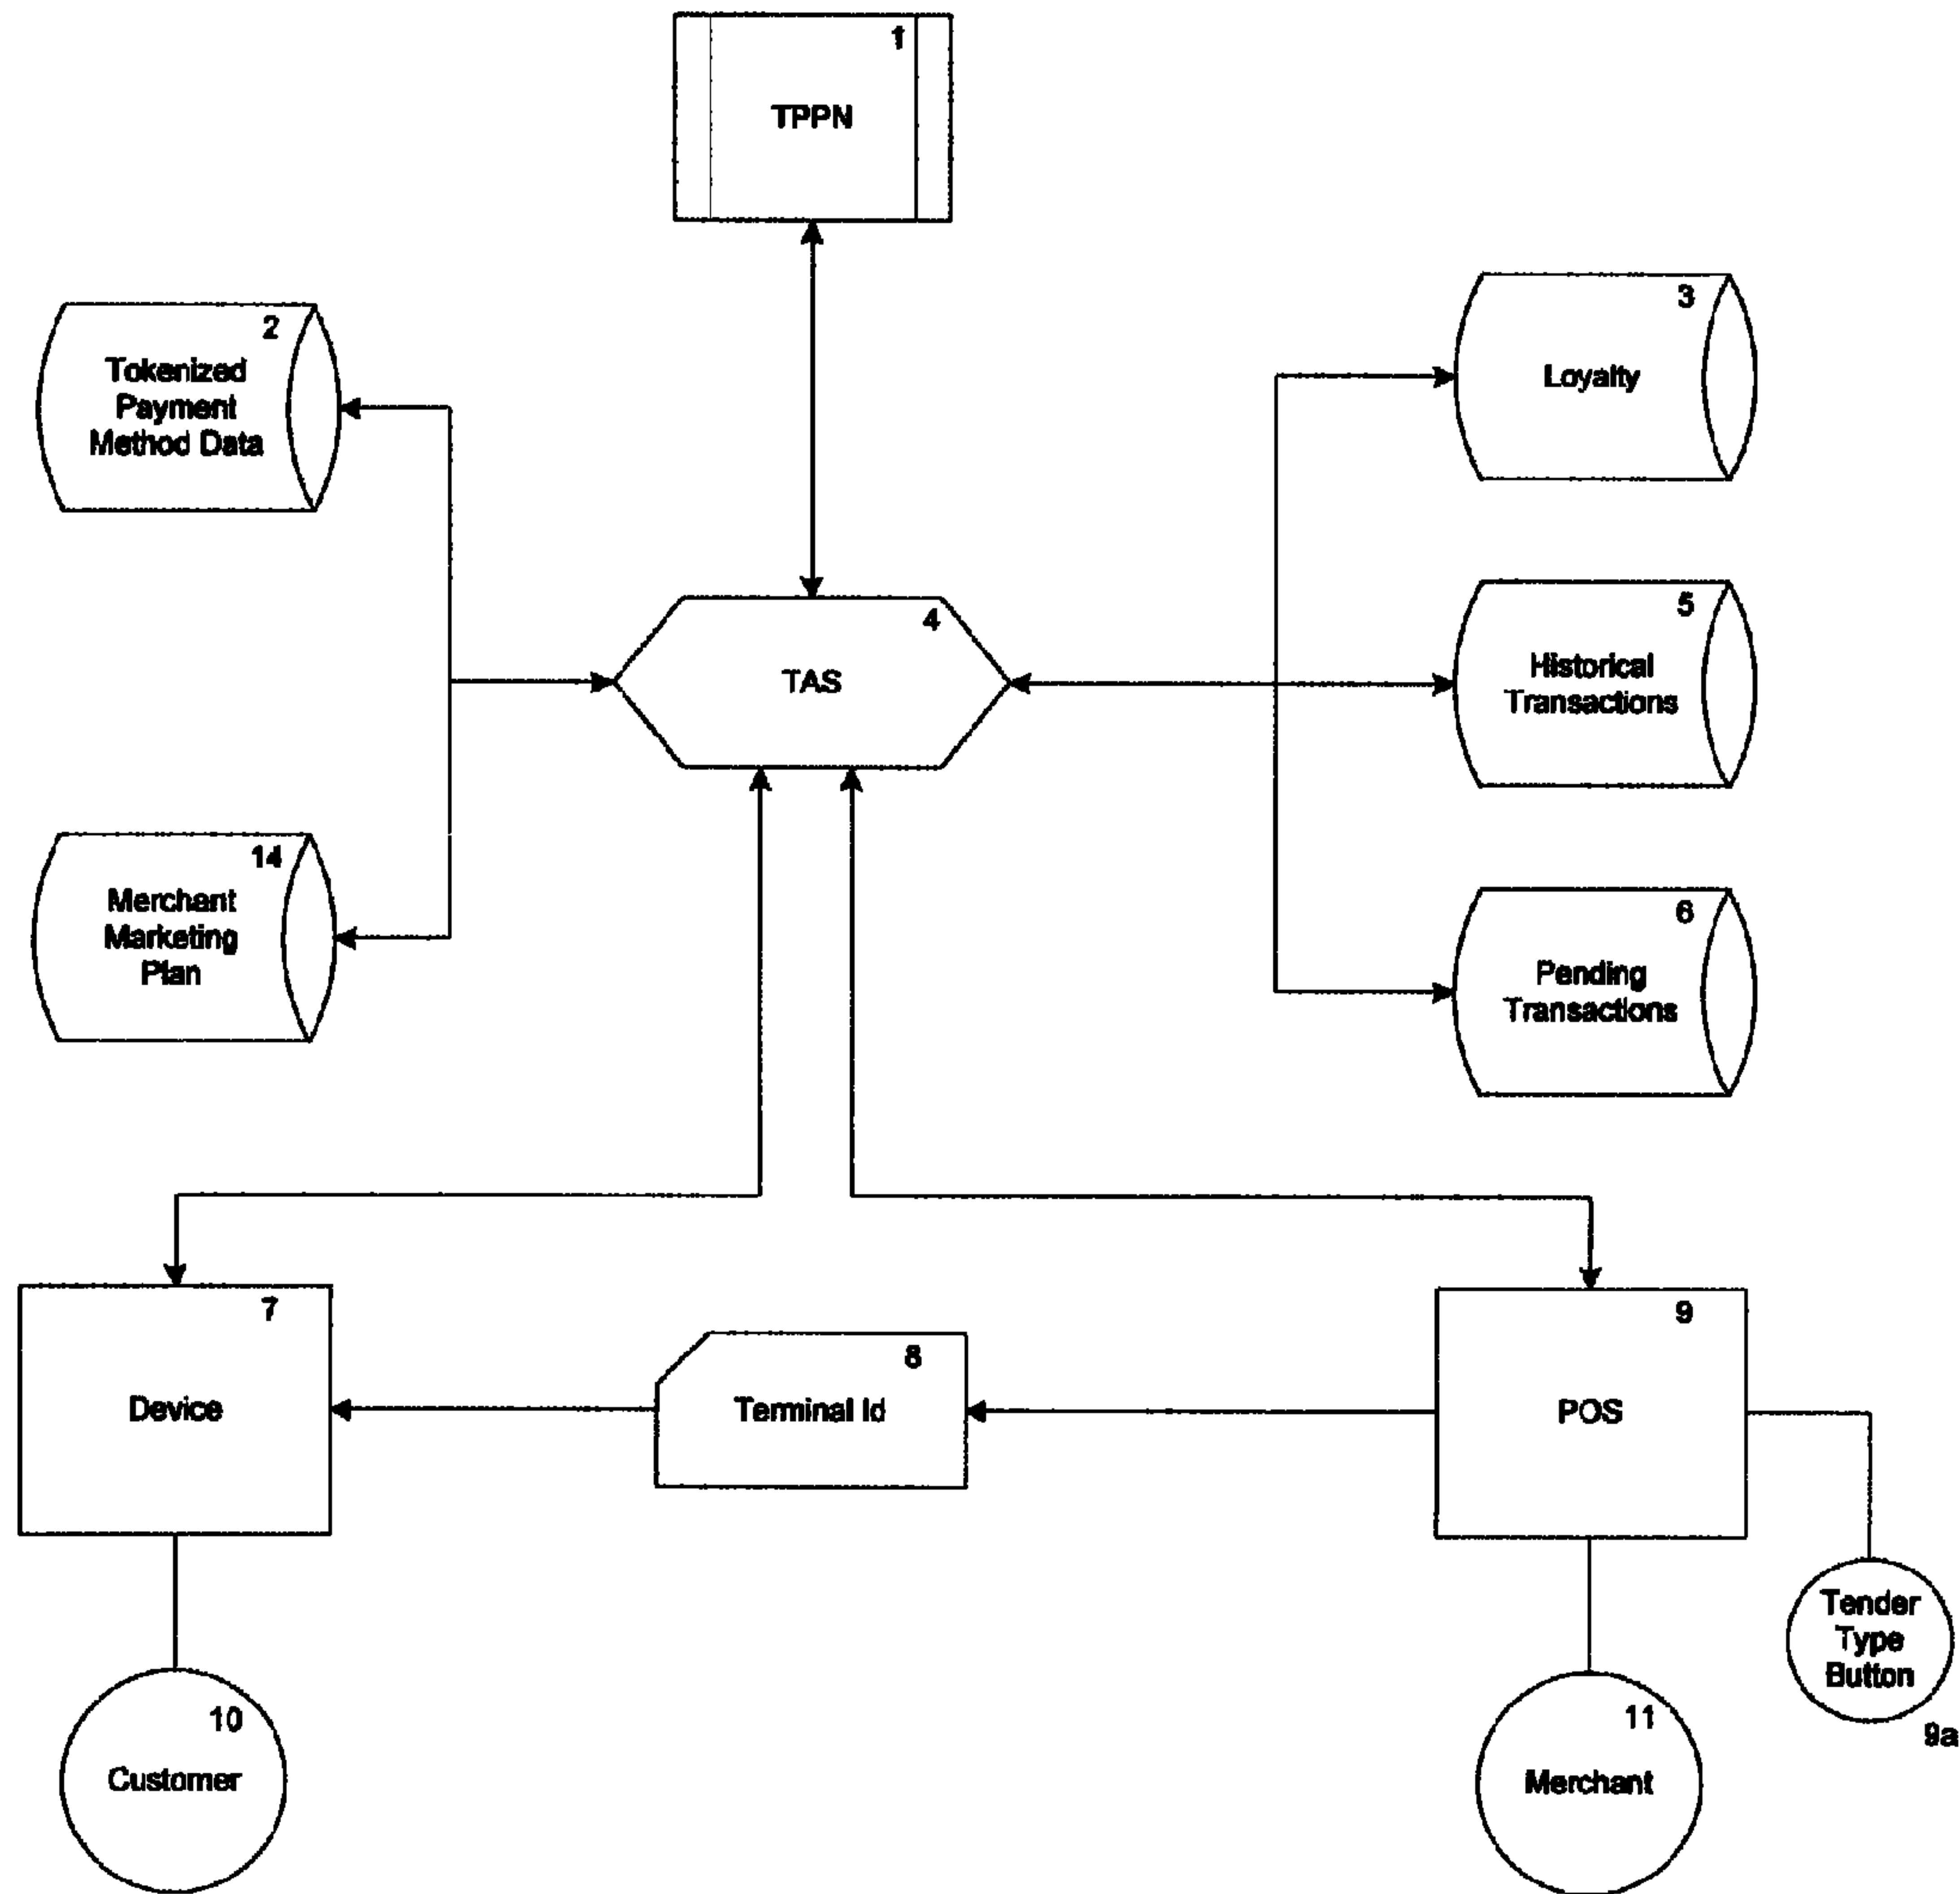 1
TPPN
2
Tokenized
Payment
Method Data
3
Loyalty
4
TAS
5
Historical
Transactions
14
Merchant
Marketing
Plan
6
Pending
Transactions
7
Device
8
Terminal Id
9
POS
Tender
Type
Button
9a
10
Customer
11
Merchant